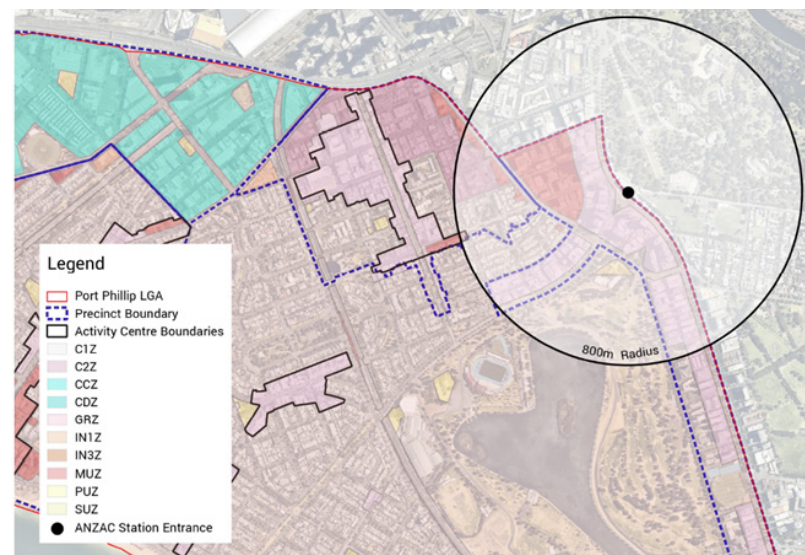 Legend
Port Phillip LGA
Precinct Boundary
Activity Centre Boundaries
C1Z
C2Z
CCZ
CDZ
GRZ
IN1Z
IN3Z
MUZ
PUZ
SUZ
ANZAC Station Entrance
800m Radius